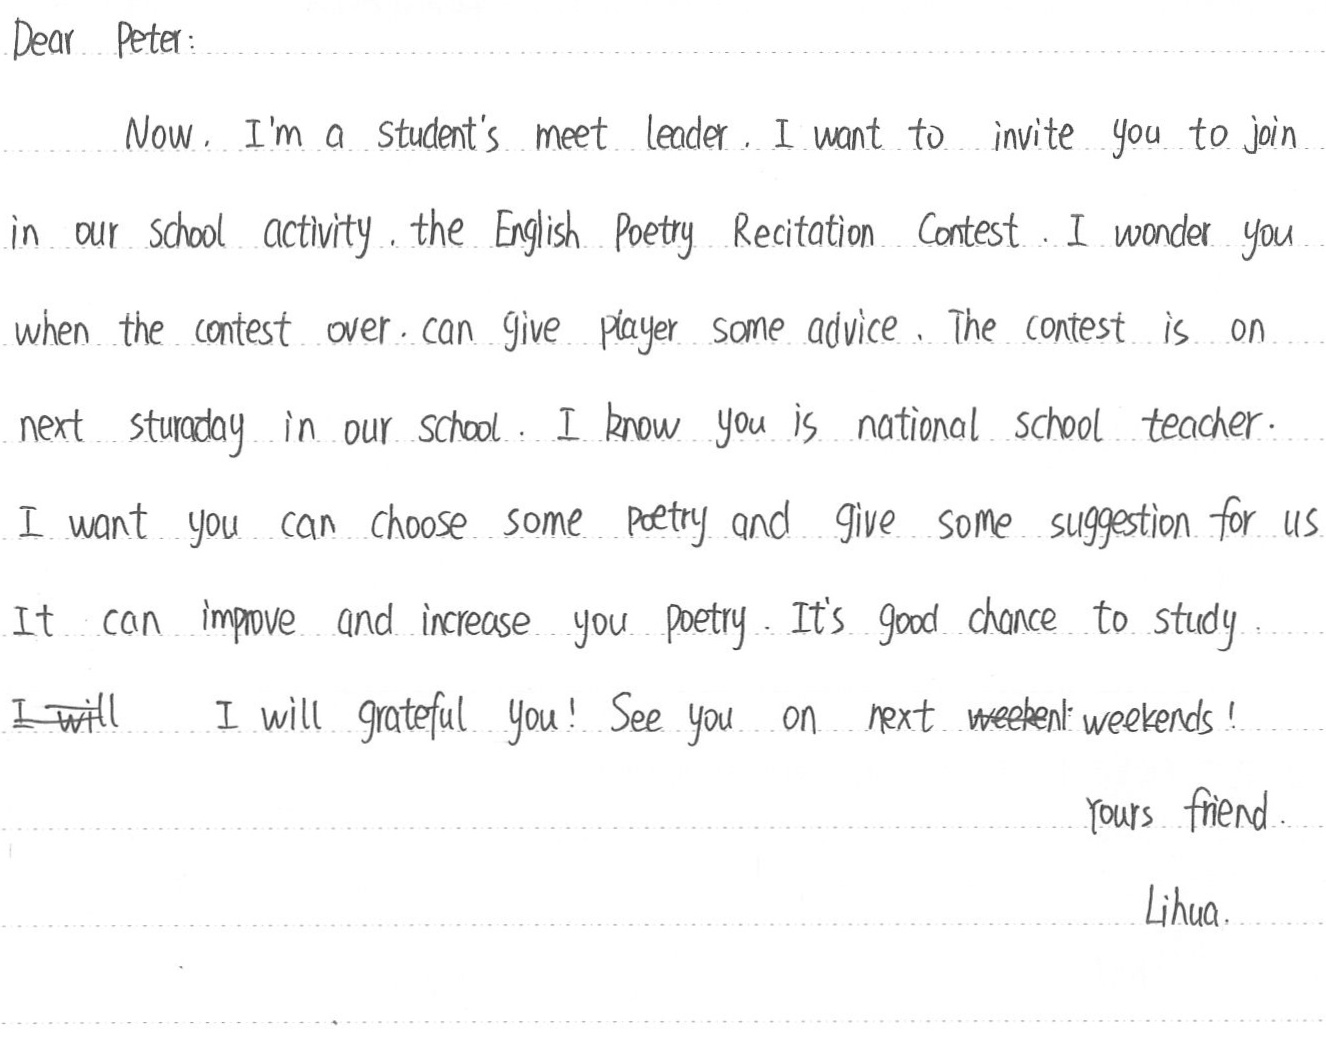 Dear Peter:
Now, I'm a student's meet leader. I want to invite you to join
in our school activity, the English Poetry Recitation Contest. I wonder you
when the contest over, can give player some advice. The contest is on
next sturaday in our school. I know you is national school teacher.
I want you can choose some poetry and give some suggestion for us
It can improve and increase you poetry. It's good chance to study.
I will I will grateful you! See you on next weekend weekends!
Yours friend.
Lihua.